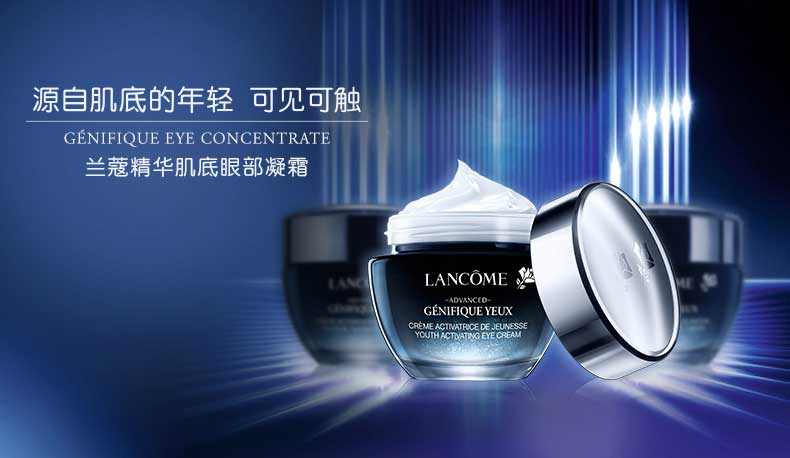 源自肌底的年轻 可见可触
GÉNIFIQUE EYE CONCENTRATE
兰蔻精华肌底眼部凝霜
LANCÔME
-ADVANCED-
GÉNIFIQUE YEUX
CRÈME ACTIVATRICE DE JEUNESSE
YOUTH ACTIVATING EYE CREAM